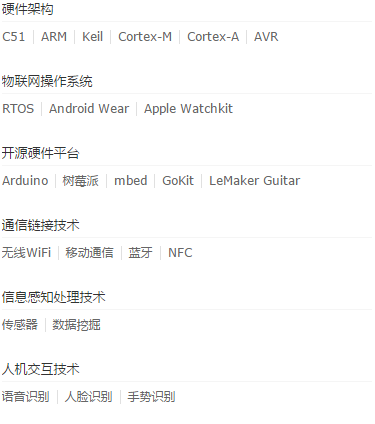 硬件架构
C51 ARM Keil Cortex-M Cortex-A AVR
物联网操作系统
RTOS Android Wear Apple Watchkit
开源硬件平台
Arduino 树莓派 mbed GoKit LeMaker Guitar
通信链接技术
无线WiFi 移动通信 蓝牙 NFC
信息感知处理技术
传感器 数据挖掘
人机交互技术
语音识别 人脸识别 手势识别